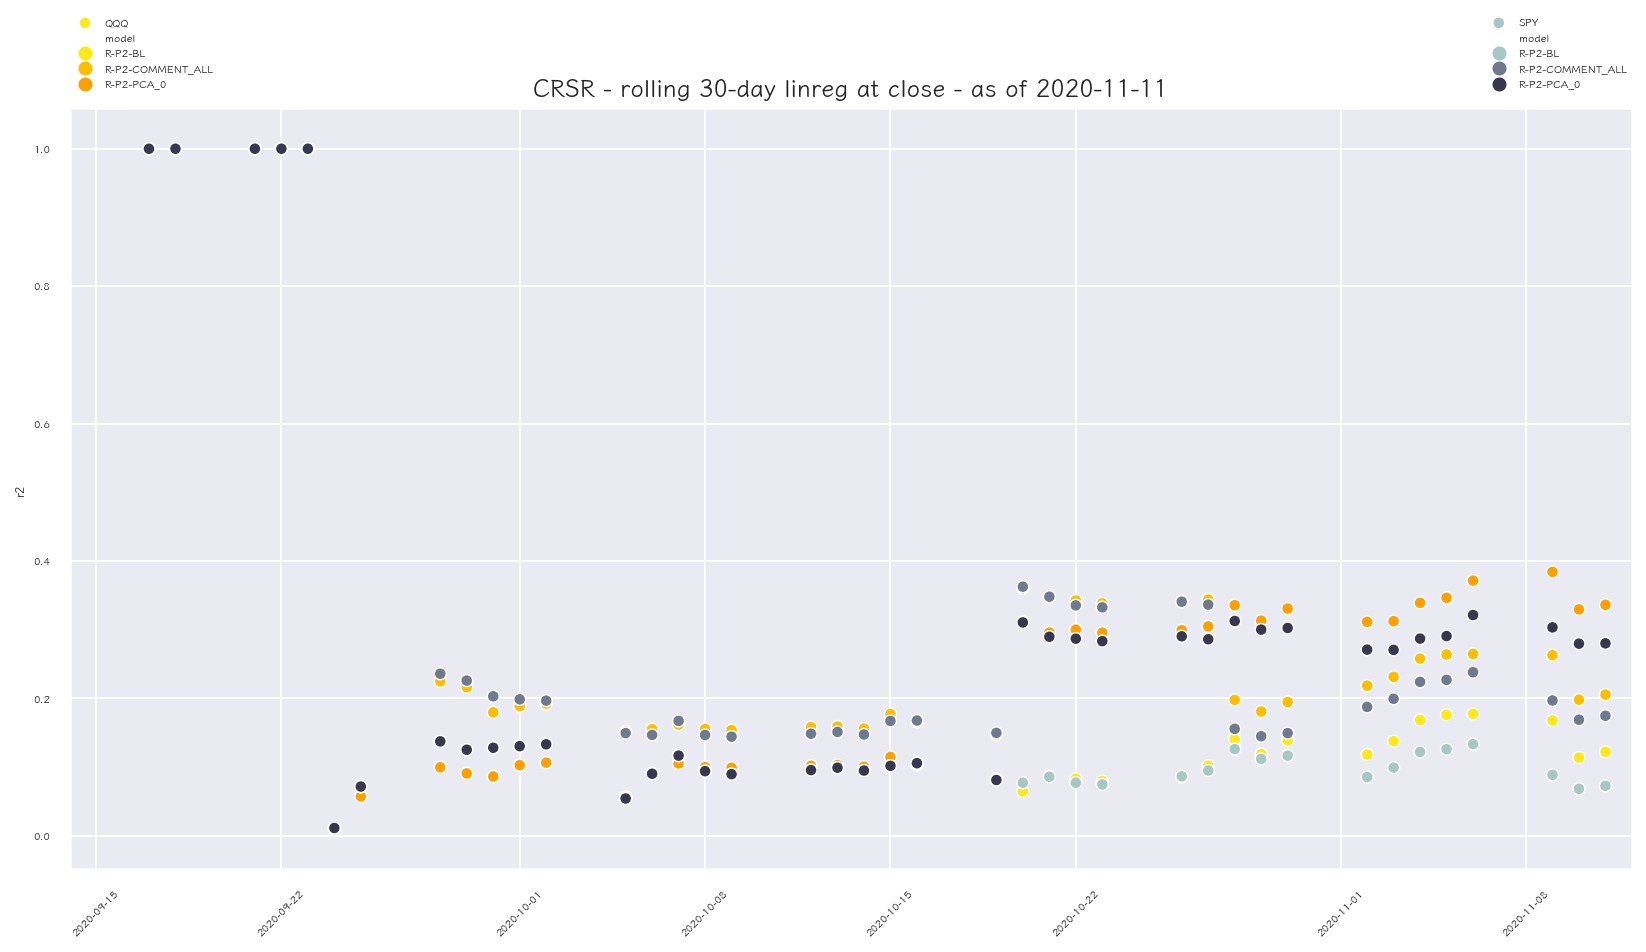 QQQ
model
R-P2-BL
R-P2-COMMENT_ALL
R-P2-PCA_0
SPY
model
R-P2-BL
R-P2-COMMENT_ALL
R-P2-PCA_0
CRSR - rolling 30-day linreg at close - as of 2020-11-11
1.0
0.8
0.6
0.4
0.2
0.0
r2
2020-09-15
2020-09-22
2020-10-01
2020-10-08
2020-10-15
2020-10-22
2020-11-01
2020-11-08